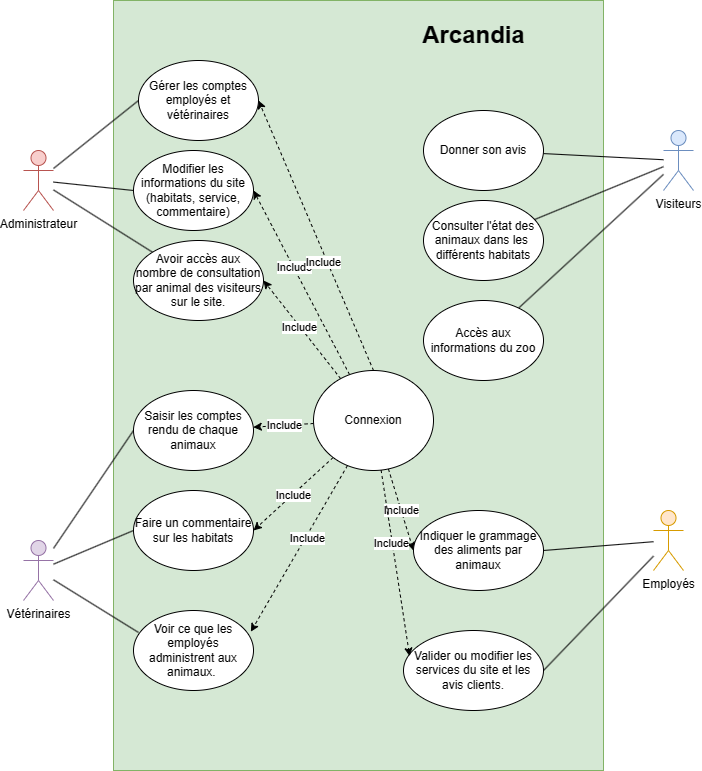 Arcandia
Gérer les comptes
employés et
vétérinaires
Modifier les
informations du site
(habitats, service,
commentaire)
Avoir accès aux
nombre de consultation
par animal des visiteurs
sur le site.
Administrateur
Include
Include
Include
Donner son avis
Consulter l'état des
animaux dans les
différents habitats
Accès aux
informations du zoo
Visiteurs
Connexion
Saisir les comptes
rendu de chaque
animaux
Include
Faire un commentaire
sur les habitats
Include
Voir ce que les
employés
administrent aux
animaux.
Include
Vétérinaires
Include
Include
Indiquer le grammage
des aliments par
animaux
Valider ou modifier les
services du site et les
avis clients.
Employés